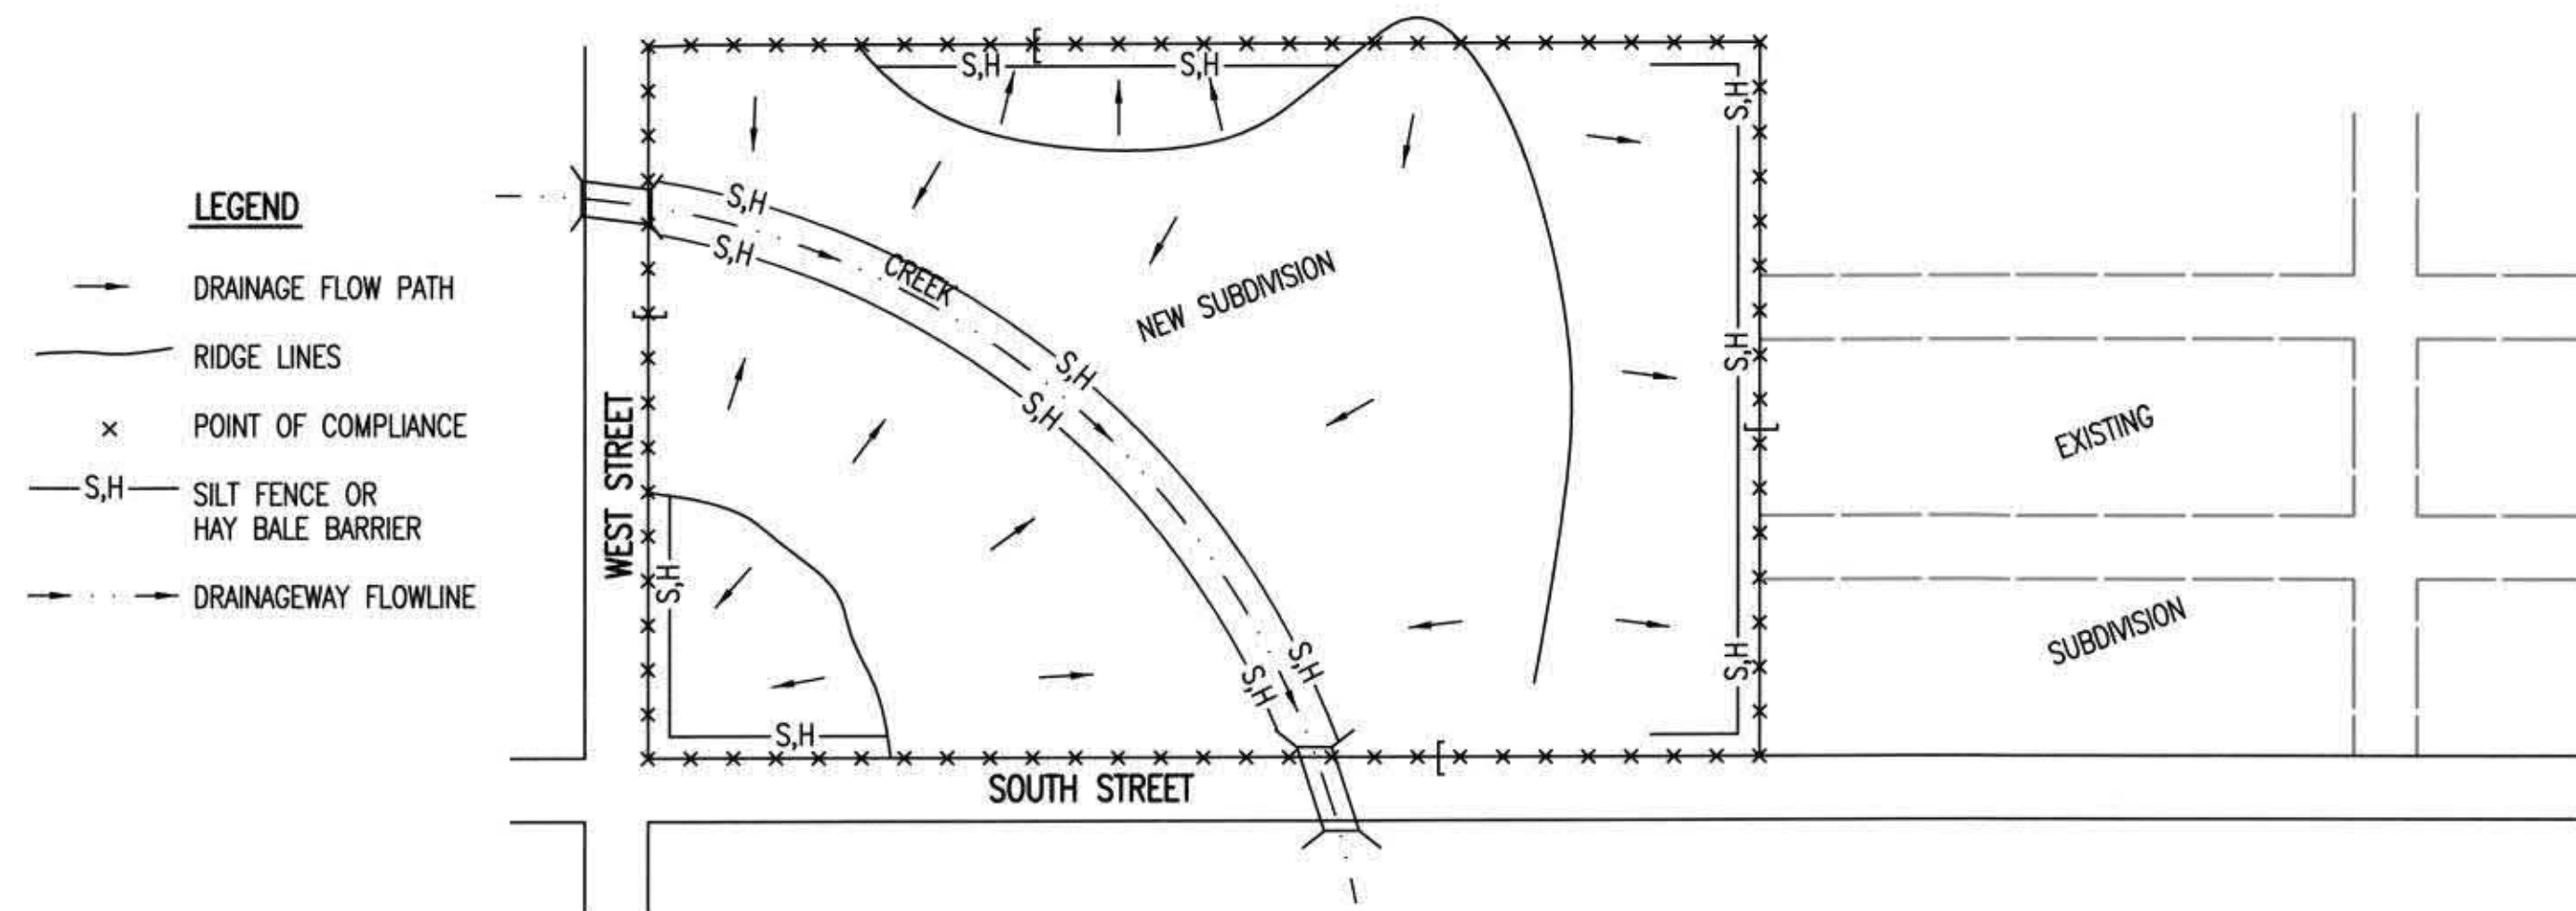 LEGEND
DRAINAGE FLOW PATH
RIDGE LINES
× POINT OF COMPLIANCE
S,H SILT FENCE OR
HAY BALE BARRIER
DRAINAGEWAY FLOWLINE
S,H
S,H
S,H
S,H
S,H
S,H
S,H
S,H
S,H
S,H
S,H
S,H
S,H
S,H
CREEK
NEW SUBDIVISION
WEST STREET
SOUTH STREET
EXISTING
SUBDIVISION